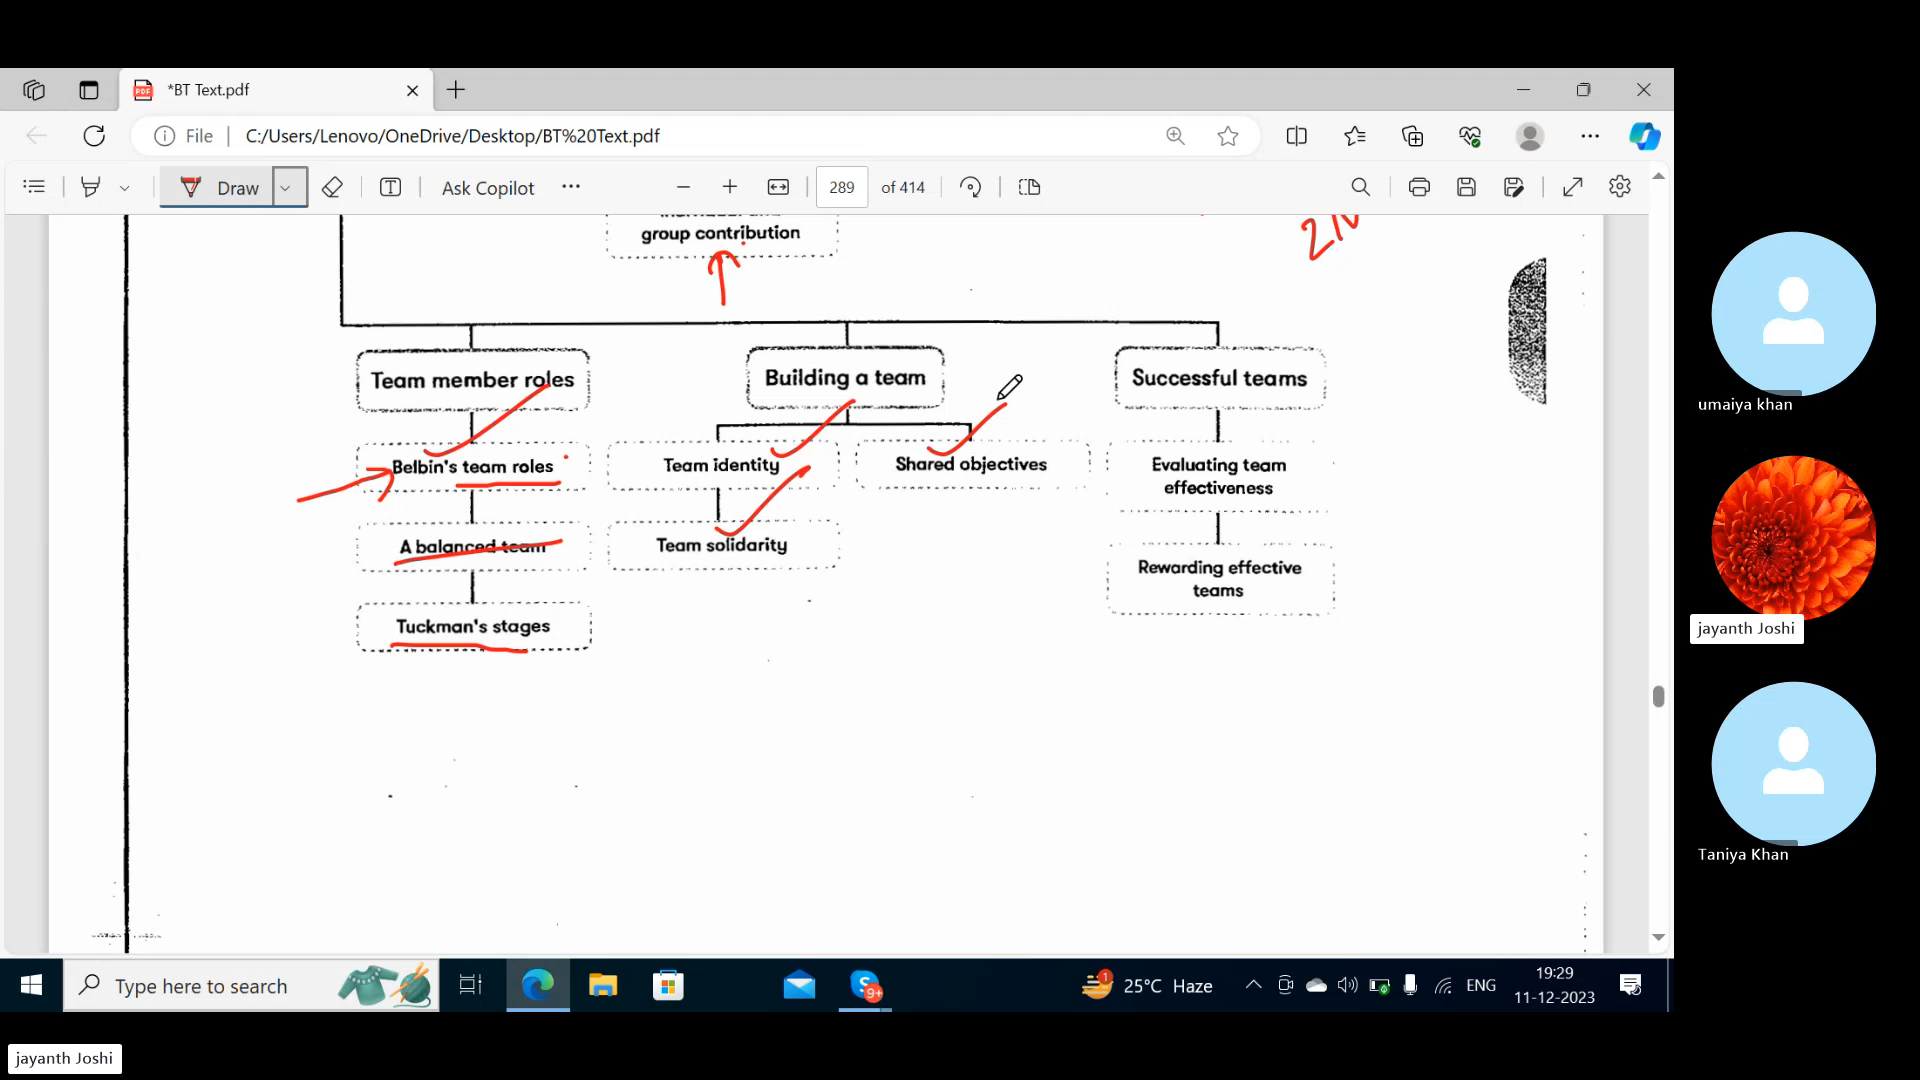 *BT Text.pdf
File
C:/Users/Lenovo/OneDrive/Desktop/BT%20Text.pdf
Draw
Ask Copilot
289
of 414
group contribution
Team member roles
Building a team
Successful teams
Belbin's team roles
Team identity
Shared objectives
Evaluating team
effectiveness
A balanced team
Team solidarity
Rewarding effective
teams
Tuckman's stages
umaiya khan
jayanth Joshi
Taniya Khan
Type here to search
9+
1
25°C Haze
ENG
19:29
11-12-2023
jayanth Joshi